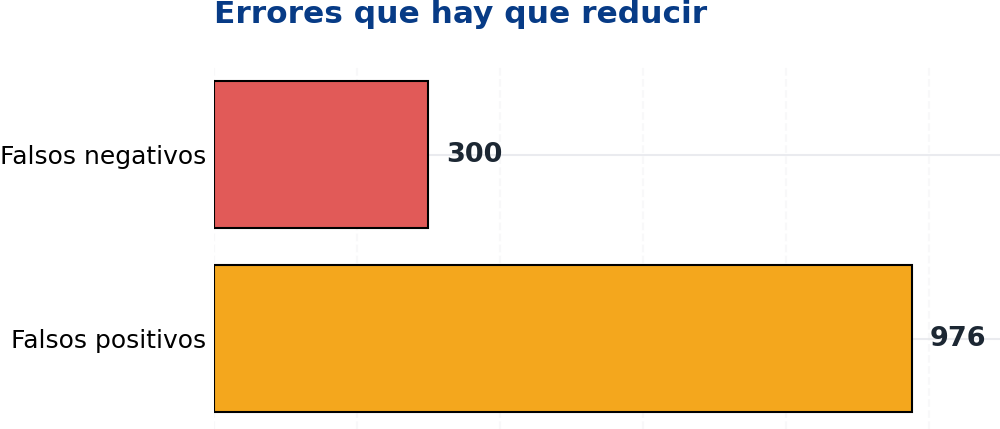 Errores que hay que reducir
Falsos negativos
300
Falsos positivos
976